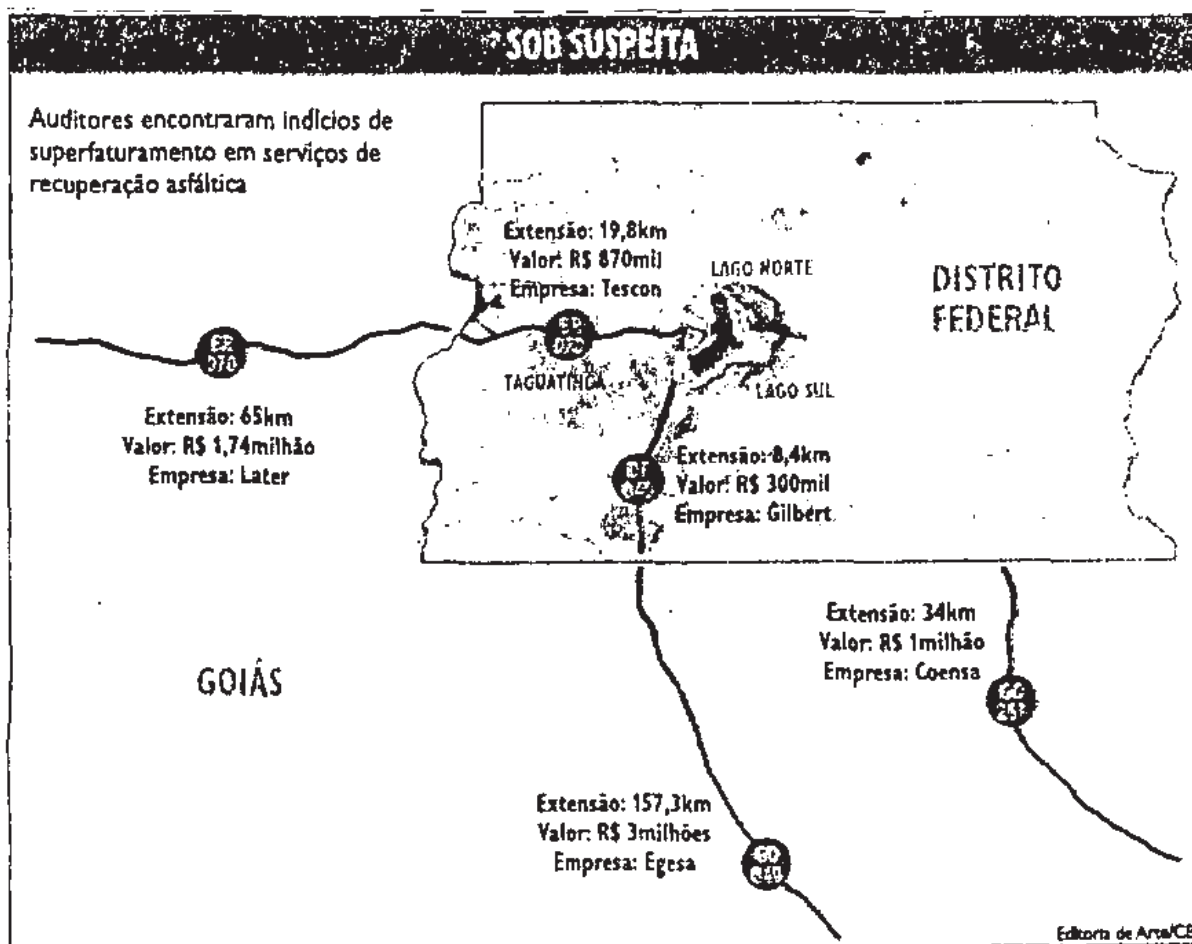 SOB SUSPEITA
Auditores encontraram indícios de
superfaturamento em serviços de
recuperação asfáltica
Extensão: 19,8km
Valor: R$ 870mil
Empresa: Tescon
LAGO NORTE
DISTRITO
FEDERAL
TAGUATINGA
LAGO SUL
Extensão: 65km
Valor: R$ 1,74milhão
Empresa: Later
Extensão: 8,4km
Valor: R$ 300mil
Empresa: Gilbert
Extensão: 34km
Valor: R$ 1milhão
Empresa: Coensa
GOIÁS
Extensão: 157,3km
Valor: R$ 3milhões
Empresa: Egesa
Editoria de Arte/CB